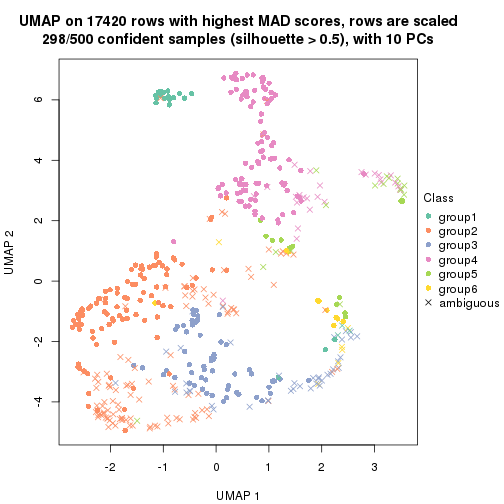 UMAP on 17420 rows with highest MAD scores, rows are scaled
298/500 confident samples (silhouette > 0.5), with 10 PCs
6
4
2
0
-2
-4
UMAP 2
-2
-1
0
1
2
3
UMAP 1
Class
group1
group2
group3
group4
group5
group6
ambiguous